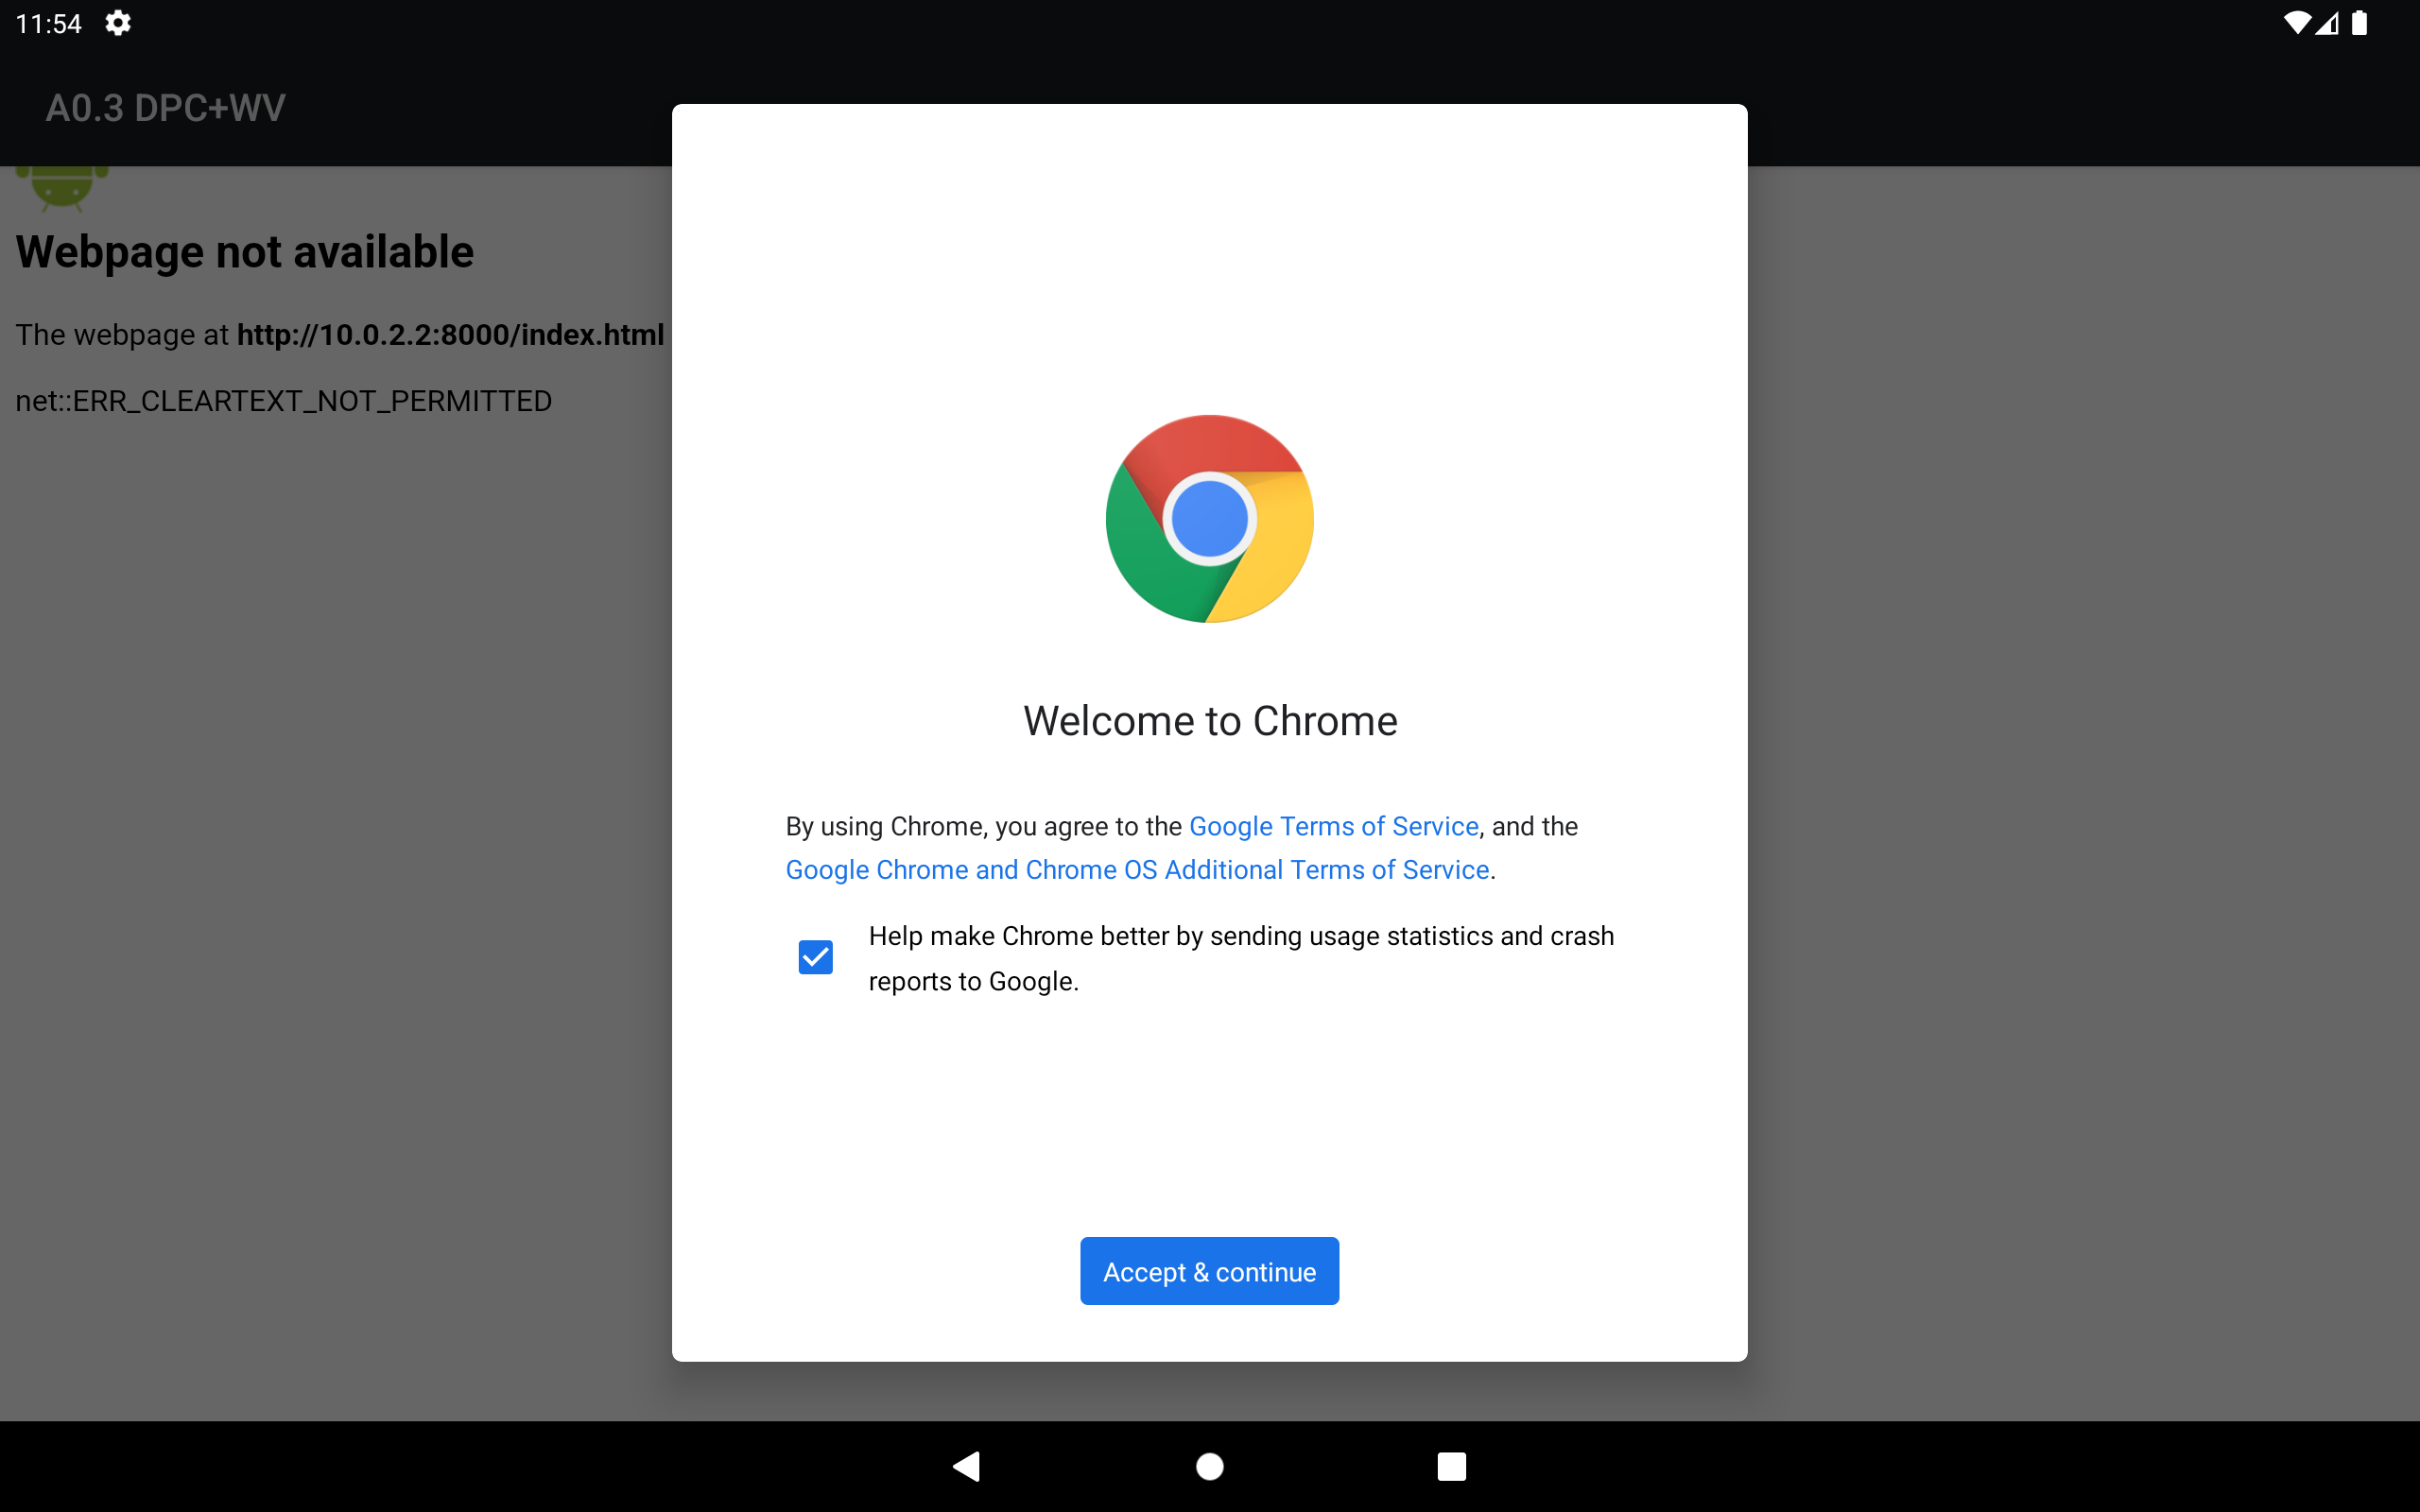 11:54
A0.3 DPC+WV
Webpage not available
The webpage at http://10.0.2.2:8000/index.html
net::ERR_CLEARTEXT_NOT_PERMITTED
Welcome to Chrome
By using Chrome, you agree to the Google Terms of Service, and the
Google Chrome and Chrome OS Additional Terms of Service.
Help make Chrome better by sending usage statistics and crash
reports to Google.
Accept & continue